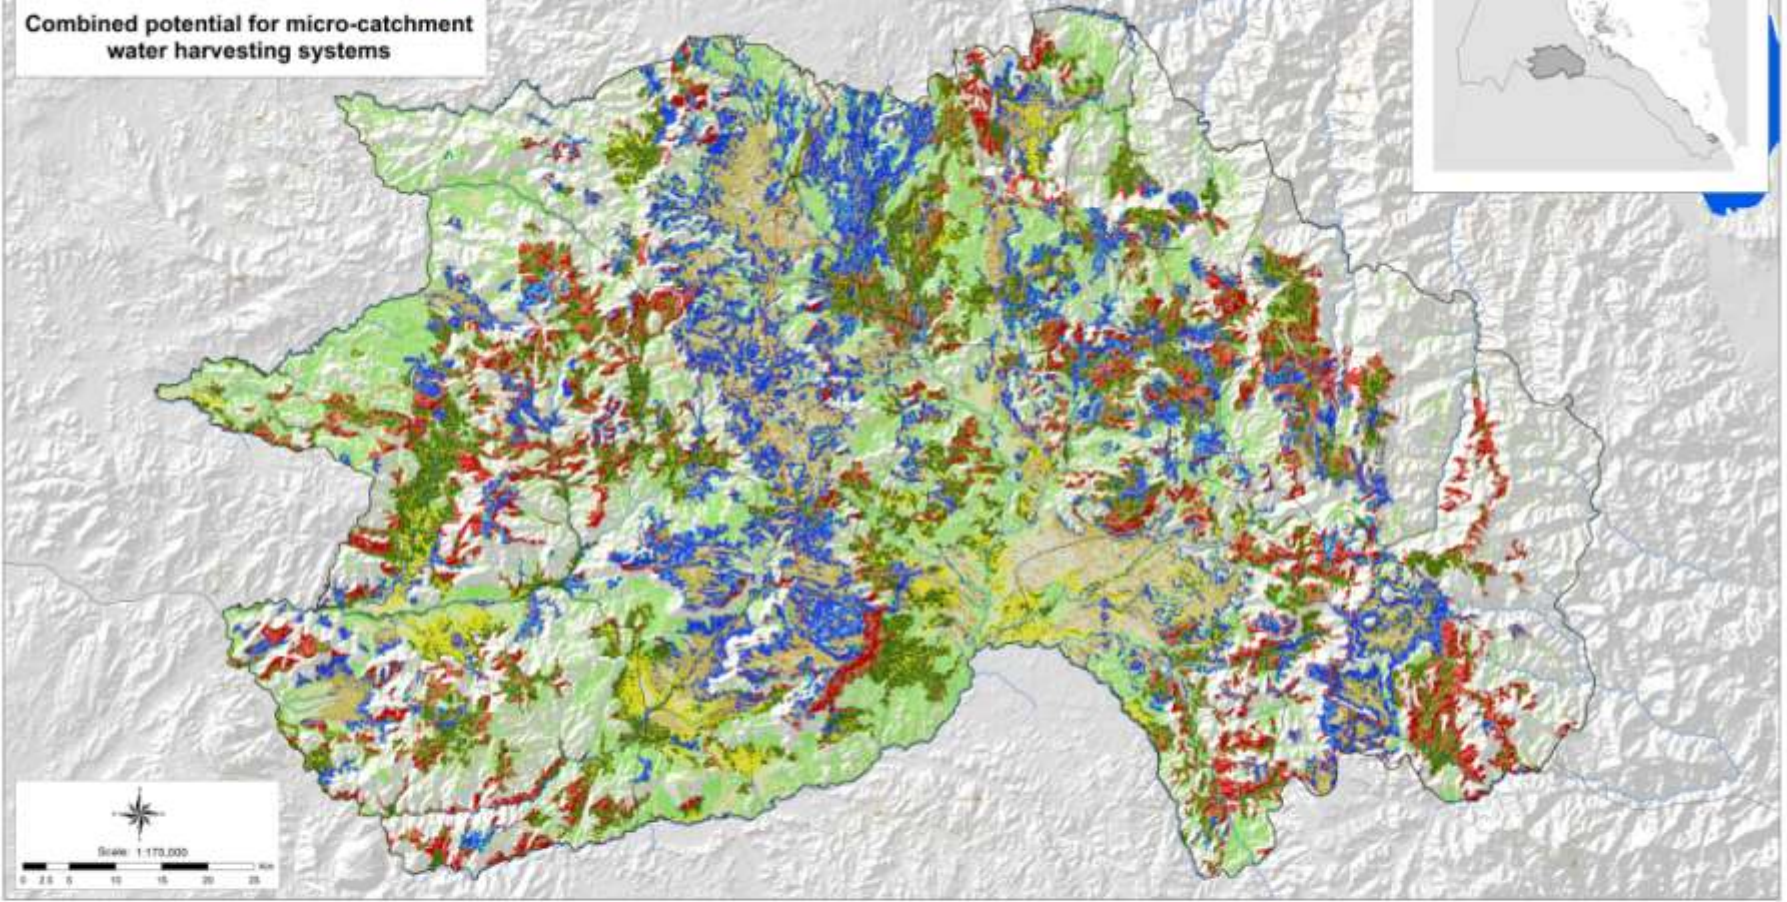 Combined potential for micro-catchment
water harvesting systems
Scale: 1:170,000
0 2.5 5 10 15 20 25